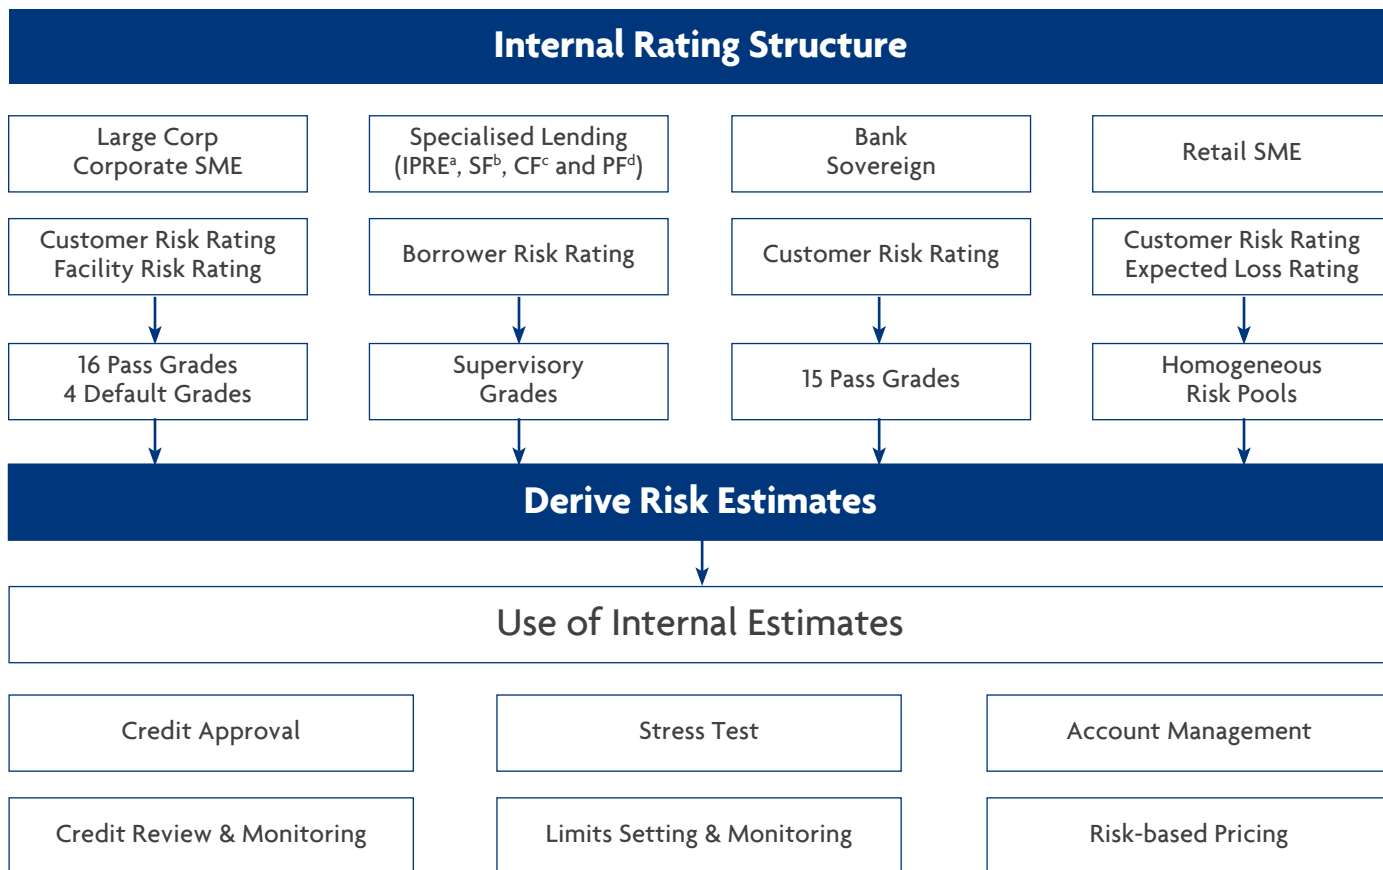 Internal Rating Structure
Large Corp
Corporate SME
Specialised Lending
(IPREᵃ, SFᵇ, CFᶜ and PFᵈ)
Bank
Sovereign
Retail SME
Customer Risk Rating
Facility Risk Rating
Borrower Risk Rating
Customer Risk Rating
Customer Risk Rating
Expected Loss Rating
16 Pass Grades
4 Default Grades
Supervisory
Grades
15 Pass Grades
Homogeneous
Risk Pools
Derive Risk Estimates
Use of Internal Estimates
Credit Approval
Stress Test
Account Management
Credit Review & Monitoring
Limits Setting & Monitoring
Risk-based Pricing